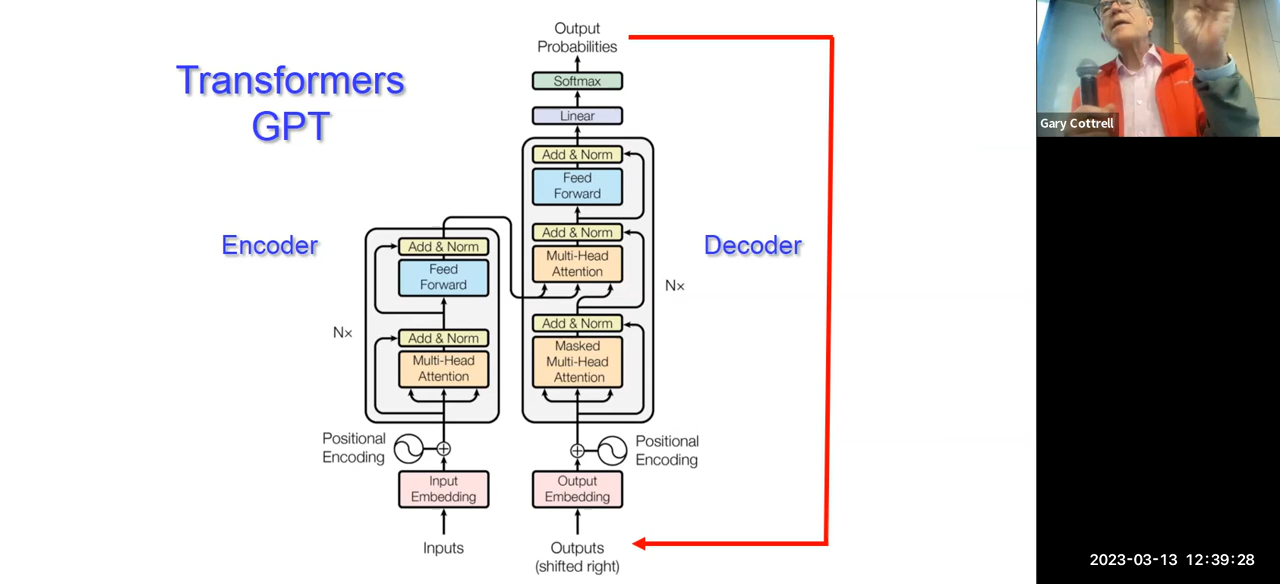 Transformers
GPT
Output
Probabilities
Softmax
Linear
Add & Norm
Feed
Forward
Add & Norm
Multi-Head
Attention
Add & Norm
Masked
Multi-Head
Attention
Nx
Decoder
Encoder
Add & Norm
Feed
Forward
Nx
Add & Norm
Multi-Head
Attention
Positional
Encoding
Positional
Encoding
Input
Embedding
Output
Embedding
Inputs
Outputs
(shifted right)
Gary Cottrell
2023-03-13 12:39:28